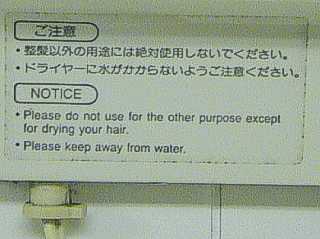 ご注意
・整髪以外の用途には絶対使用しないでください。
・ドライヤーに水がかからないようご注意ください。
NOTICE
・Please do not use for the other purpose except
for drying your hair.
・Please keep away from water.